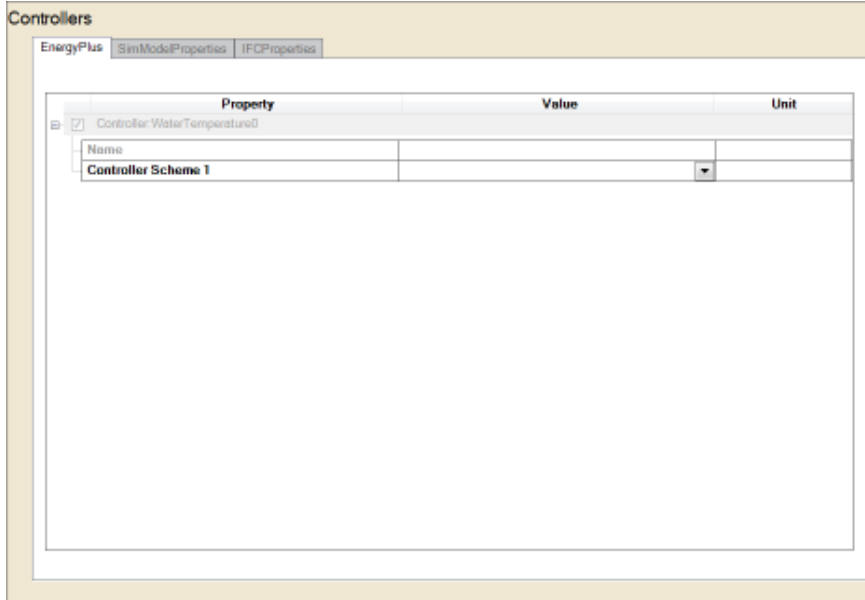 Controllers
EnergyPlus SimModelProperties IFCProperties
Property Value Unit
Controller:WaterTemperature0
Name
Controller Scheme 1